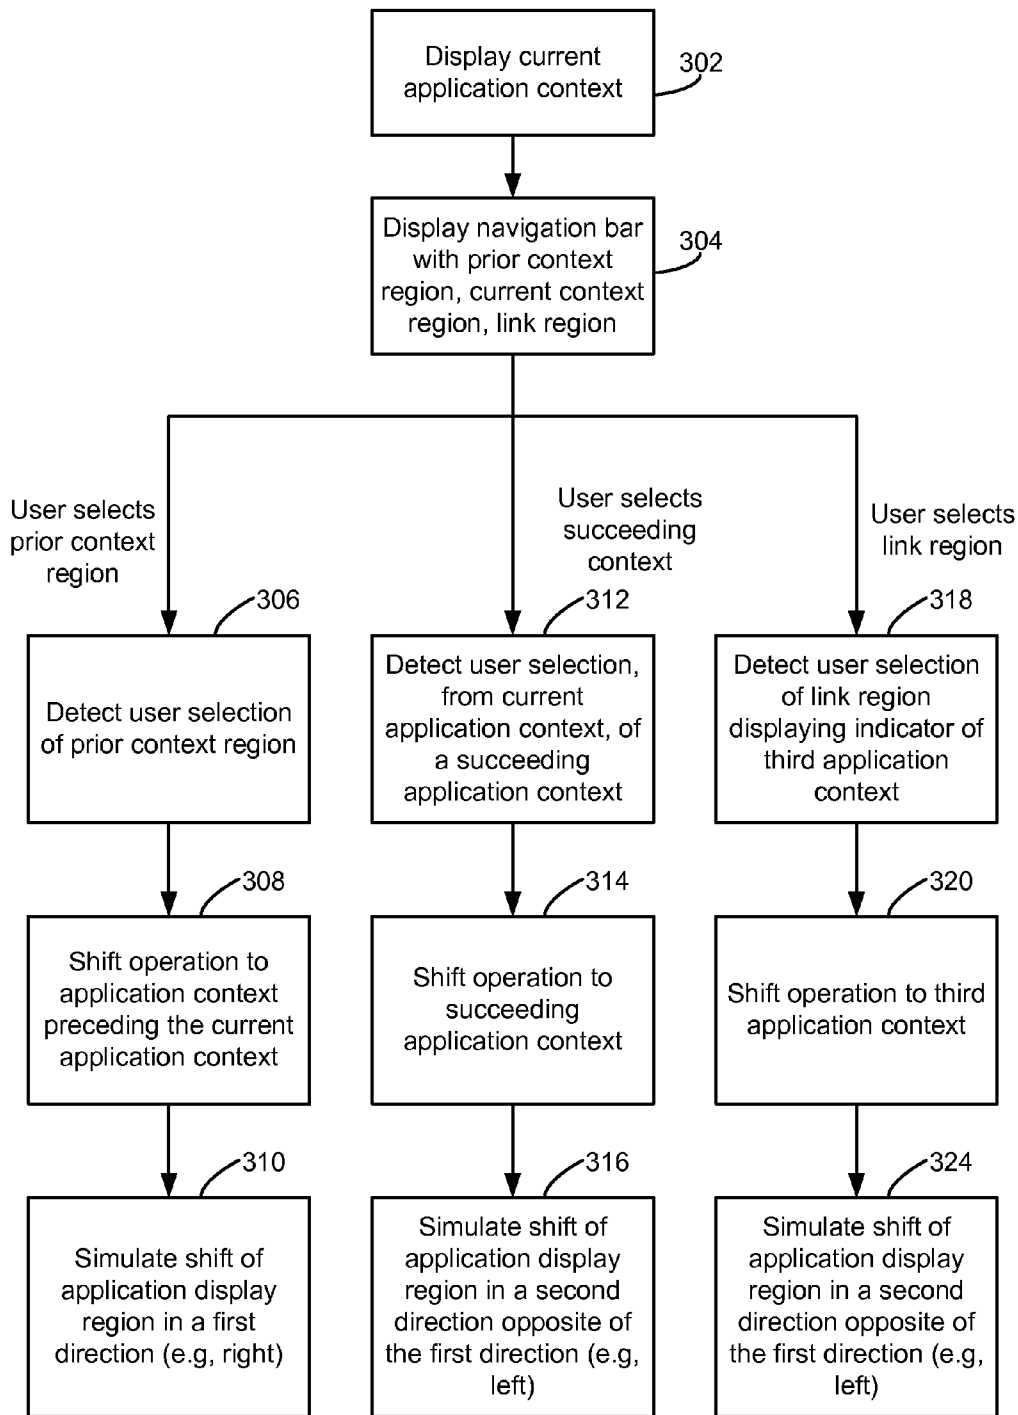 Display current
application context
302
Display navigation bar
with prior context
region, current context
region, link region
304
User selects
prior context
region
User selects
succeeding
context
User selects
link region
306
Detect user selection
of prior context region
312
Detect user selection,
from current
application context, of
a succeeding
application context
318
Detect user selection
of link region
displaying indicator of
third application
context
308
Shift operation to
application context
preceding the current
application context
314
Shift operation to
succeeding
application context
320
Shift operation to third
application context
310
Simulate shift of
application display
region in a first
direction (e.g, right)
316
Simulate shift of
application display
region in a second
direction opposite of
the first direction (e.g,
left)
324
Simulate shift of
application display
region in a second
direction opposite of
the first direction (e.g,
left)